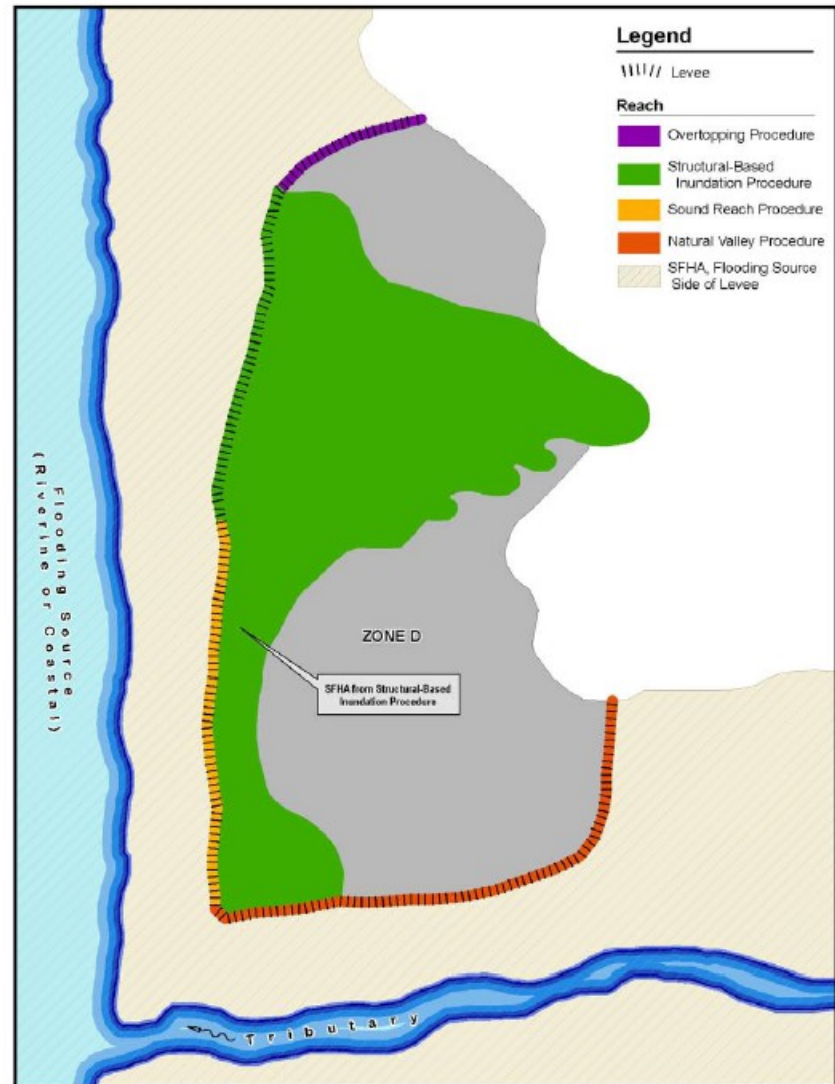 Legend
Levee
Reach
Overtopping Procedure
Structural-Based
Inundation Procedure
Sound Reach Procedure
Natural Valley Procedure
SFHA, Flooding Source
Side of Levee
Flooding Source
(Riverine or Coastal)
ZONE D
SFHA from Structural-Based
Inundation Procedure
Tributary